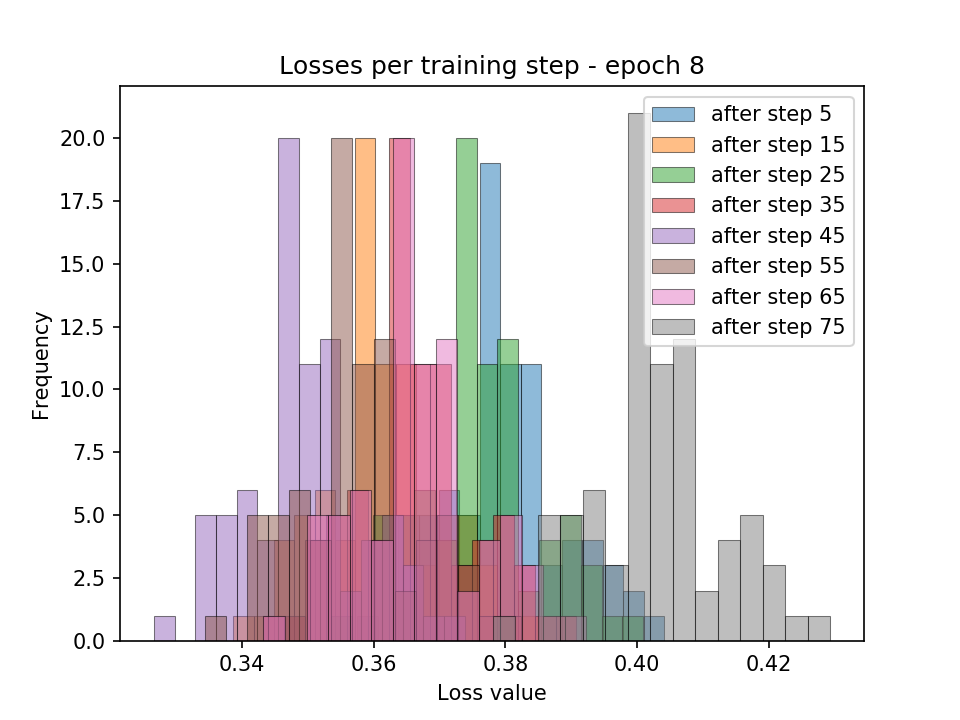 Losses per training step - epoch 8
after step 5
after step 15
after step 25
after step 35
after step 45
after step 55
after step 65
after step 75
20.0
17.5
15.0
12.5
10.0
7.5
5.0
2.5
0.0
Frequency
0.34 0.36 0.38 0.40 0.42
Loss value